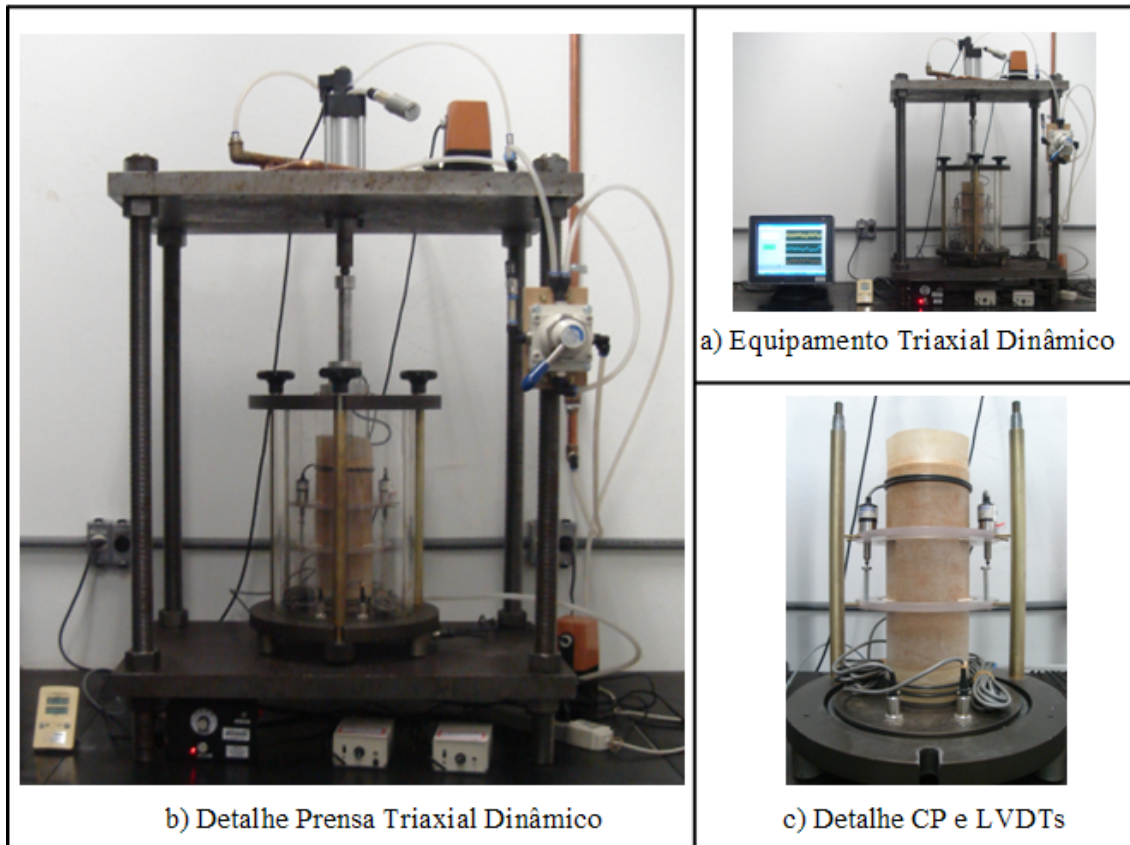 a) Equipamento Triaxial Dinâmico
b) Detalhe Prensa Triaxial Dinâmico
c) Detalhe CP e LVDTs